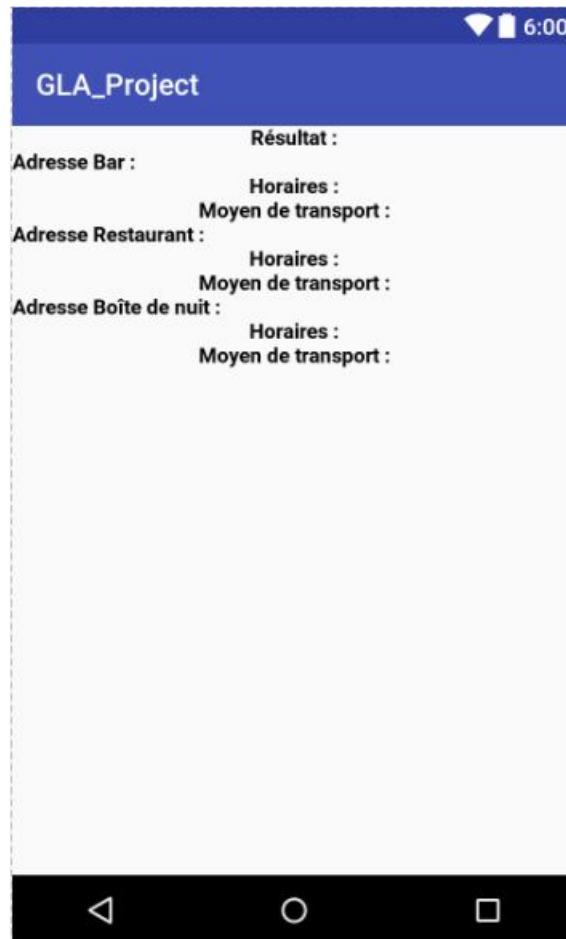 6:00
GLA_Project
Résultat :
Adresse Bar :
Horaires :
Moyen de transport :
Adresse Restaurant :
Horaires :
Moyen de transport :
Adresse Boîte de nuit :
Horaires :
Moyen de transport :